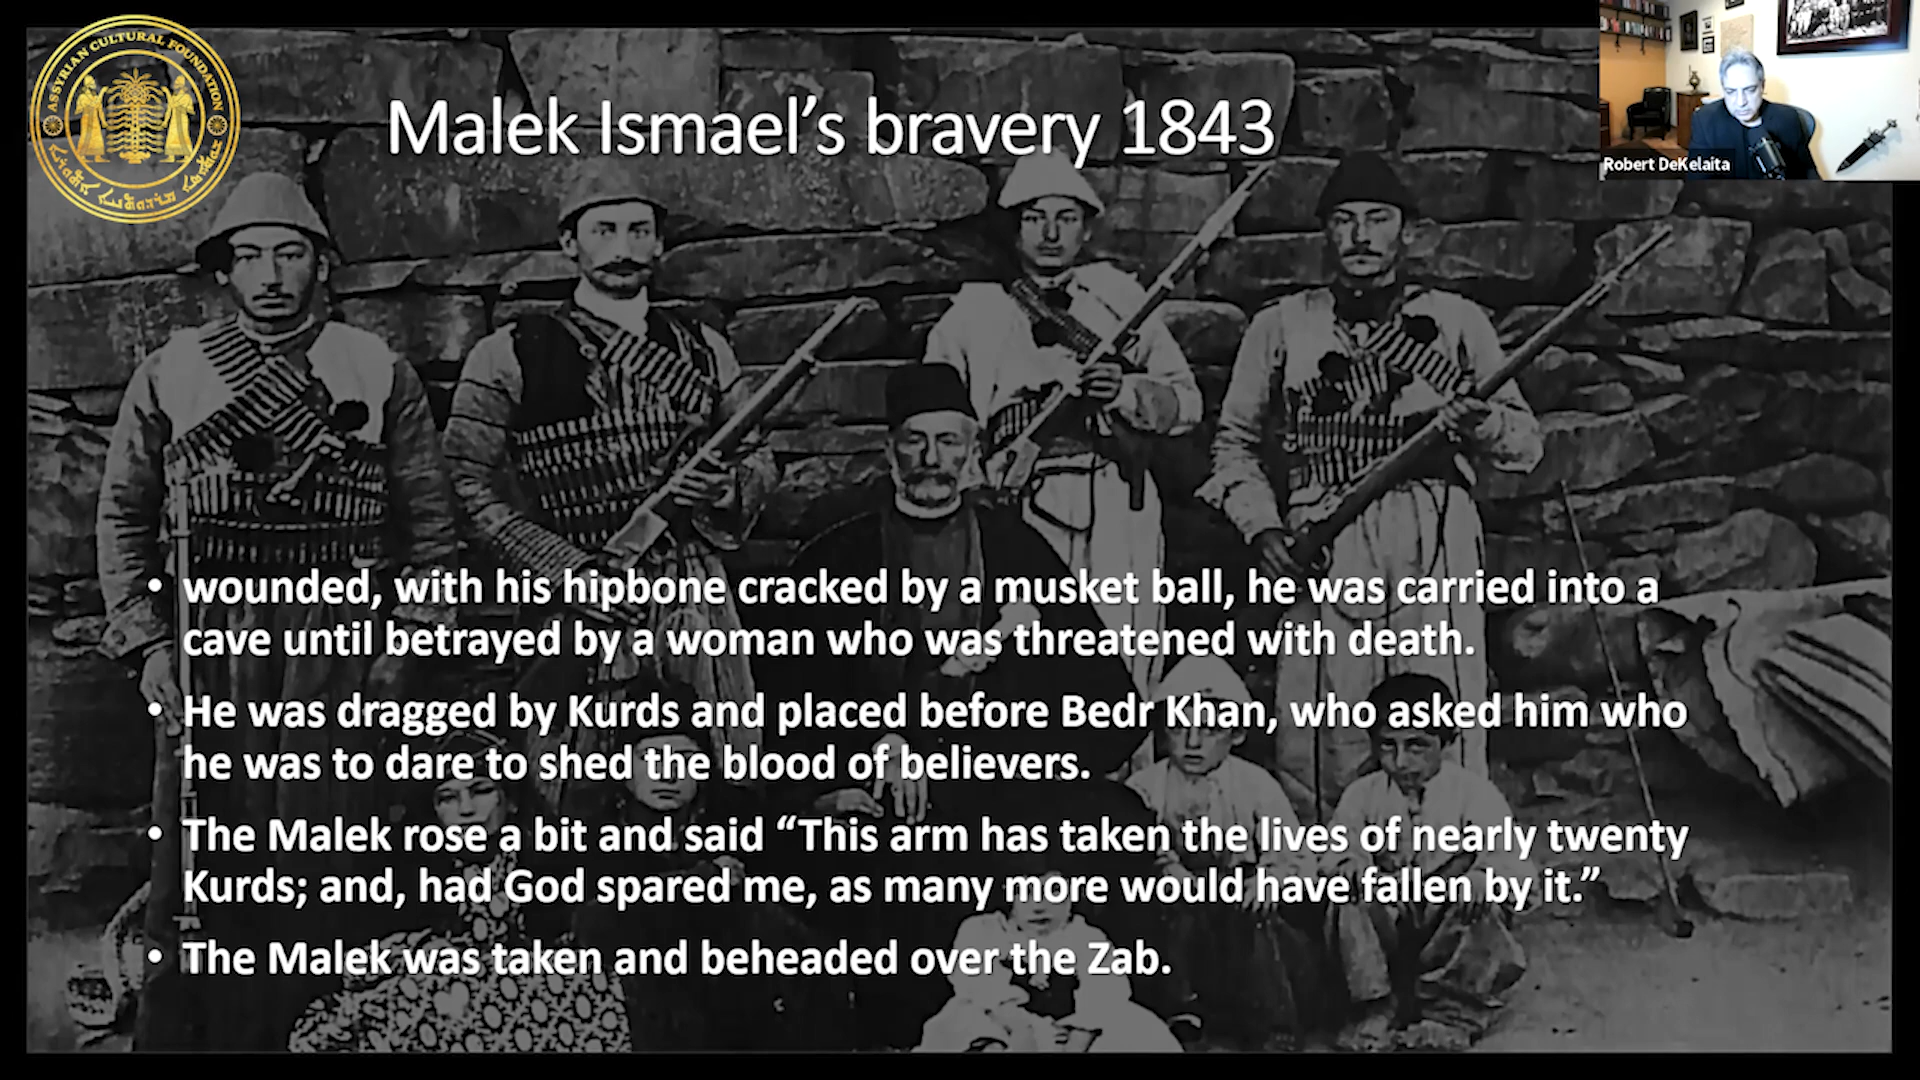 ASSYRIAN CULTURAL FOUNDATION
Malek Ismael's bravery 1843
Robert DeKelaita
• wounded, with his hipbone cracked by a musket ball, he was carried into a
cave until betrayed by a woman who was threatened with death.
• He was dragged by Kurds and placed before Bedr Khan, who asked him who
he was to dare to shed the blood of believers.
• The Malek rose a bit and said “This arm has taken the lives of nearly twenty
Kurds; and, had God spared me, as many more would have fallen by it.”
• The Malek was taken and beheaded over the Zab.